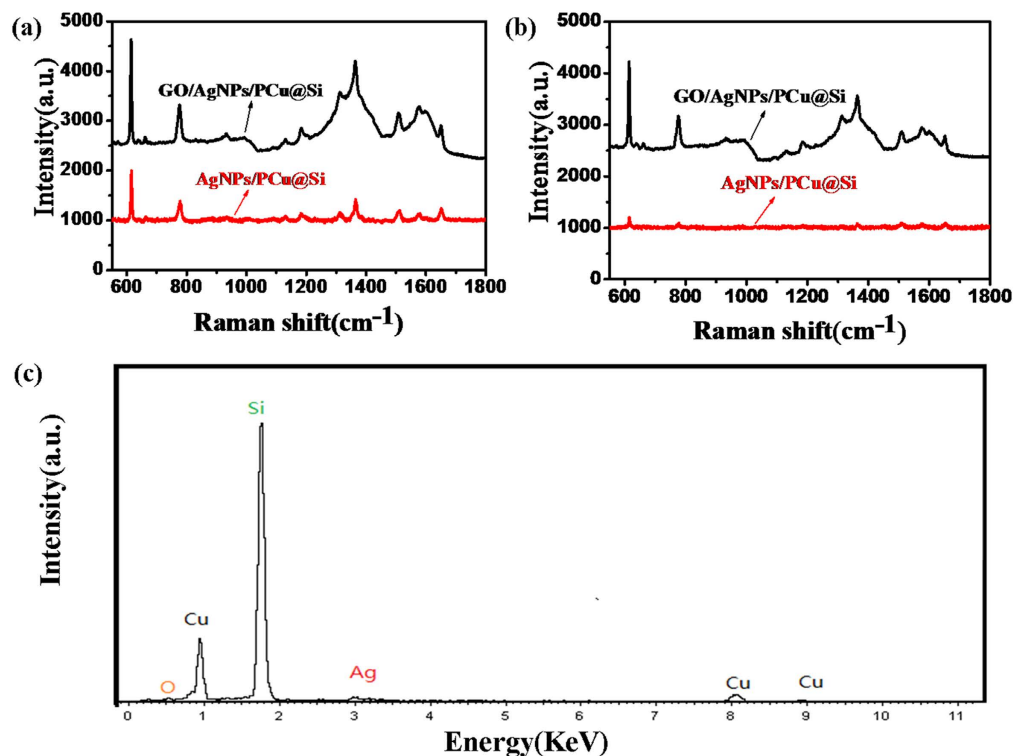 (a)
5000
4000
3000
2000
1000
0
Intensity(a.u.)
GO/AgNPs/PCu@Si
AgNPs/PCu@Si
600 800 1000 1200 1400 1600 1800
Raman shift(cm⁻¹)
(b)
5000
4000
3000
2000
1000
0
Intensity(a.u.)
GO/AgNPs/PCu@Si
AgNPs/PCu@Si
600 800 1000 1200 1400 1600 1800
Raman shift(cm⁻¹)
(c)
Intensity(a.u.)
Si
Cu
O
Ag
Cu
Cu
0 1 2 3 4 5 6 7 8 9 10 11
Energy(KeV)